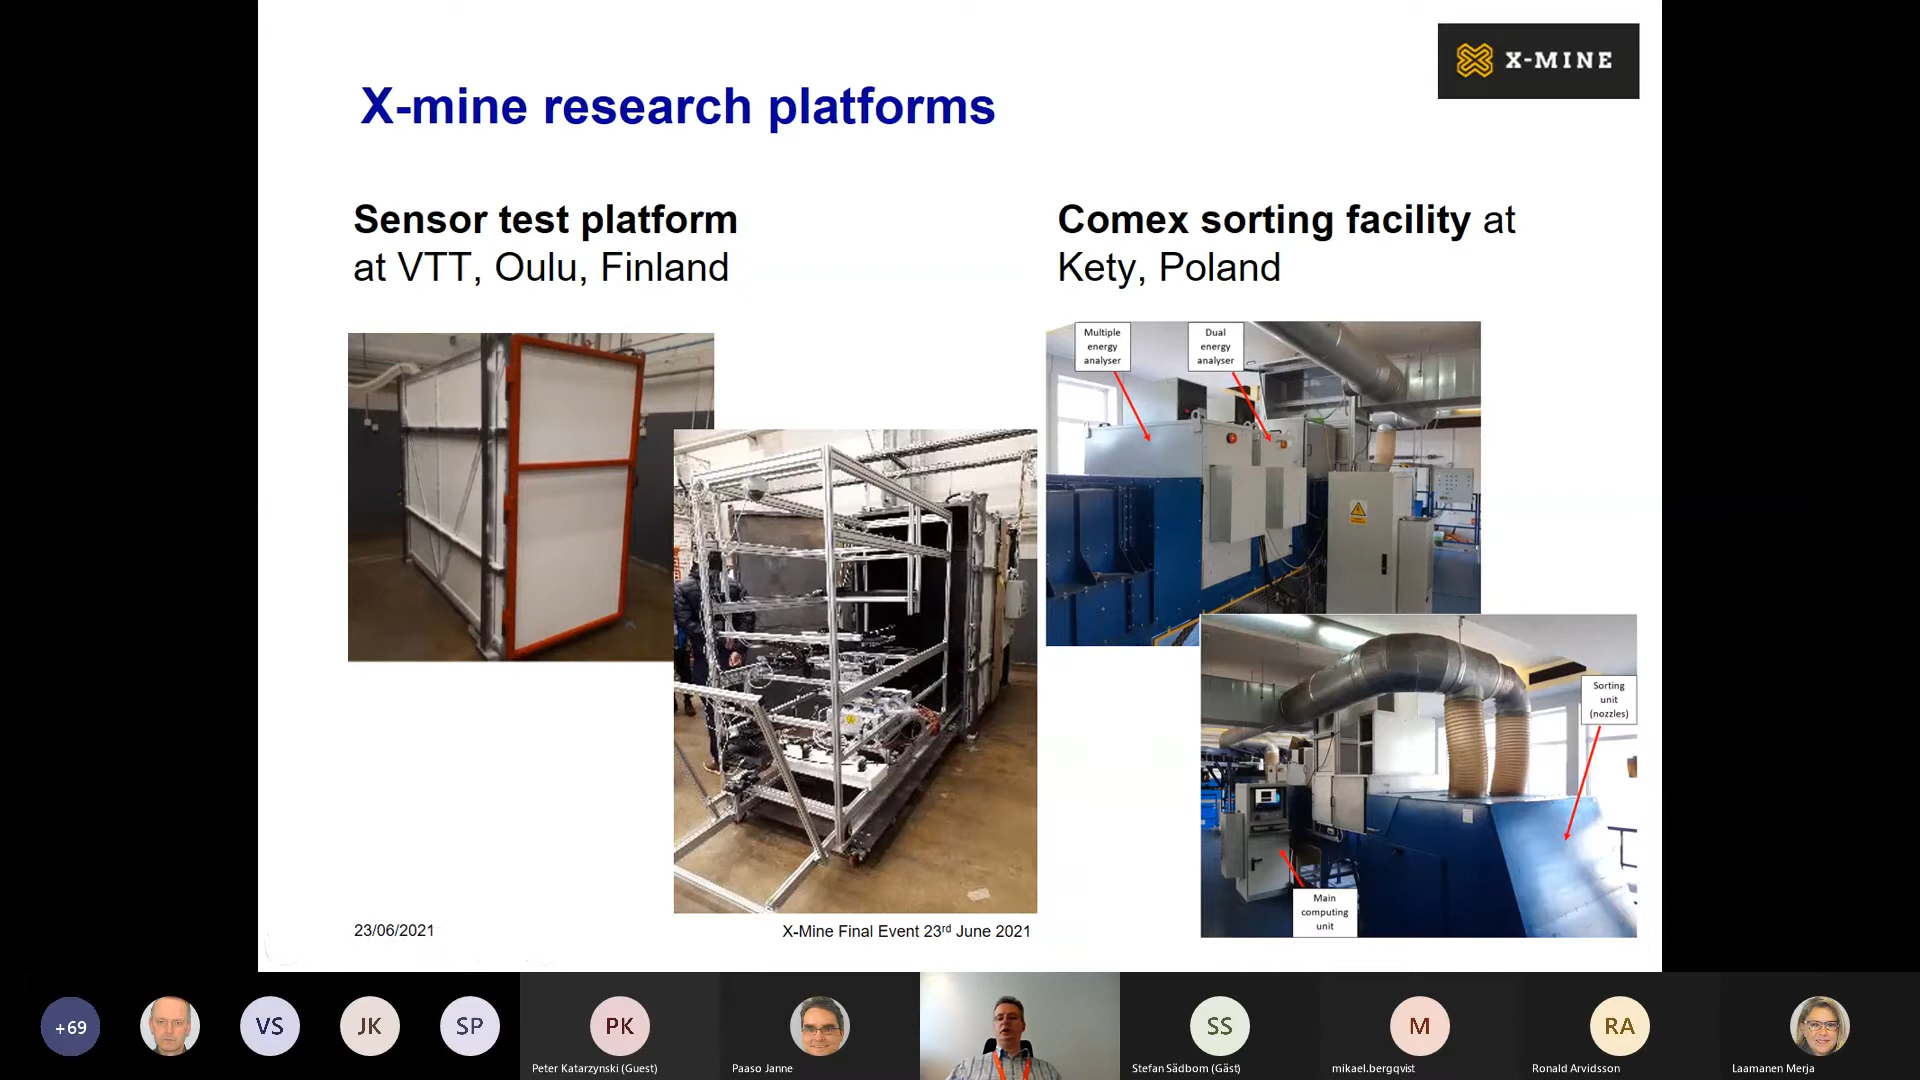 X-MINE
X-mine research platforms
Sensor test platform
at VTT, Oulu, Finland
Comex sorting facility at
Kety, Poland
Multiple
energy
analyser
Dual
energy
analyser
Sorting
unit
(nozzles)
Main
computing
unit
23/06/2021
X-Mine Final Event 23rd June 2021
+69
VS
JK
SP
PK
Peter Katarzynski (Guest)
Paaso Janne
SS
Stefan Sädbom (Gäst)
M
mikael.bergqvist
RA
Ronald Arvidsson
Laamanen Merja